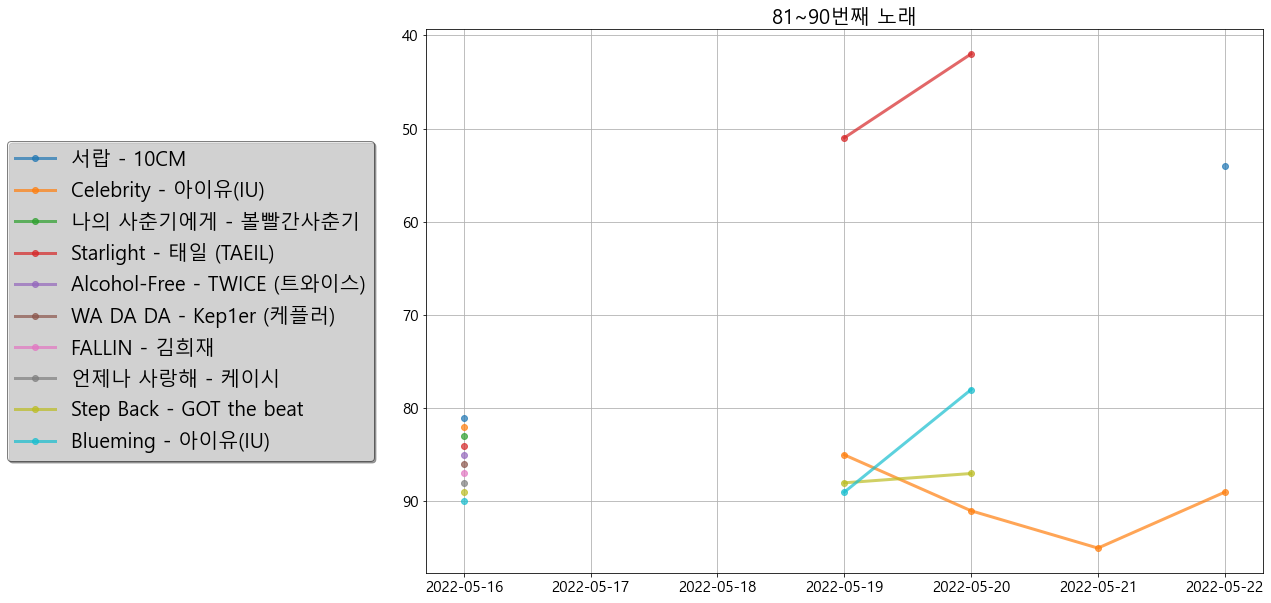 81~90번째 노래
서랍 - 10CM
Celebrity - 아이유(IU)
나의 사춘기에게 - 볼빨간사춘기
Starlight - 태일 (TAEIL)
Alcohol-Free - TWICE (트와이스)
WA DA DA - Kep1er (케플러)
FALLIN - 김희재
언제나 사랑해 - 케이시
Step Back - GOT the beat
Blueming - 아이유(IU)
40
50
60
70
80
90
2022-05-16 2022-05-17 2022-05-18 2022-05-19 2022-05-20 2022-05-21 2022-05-22